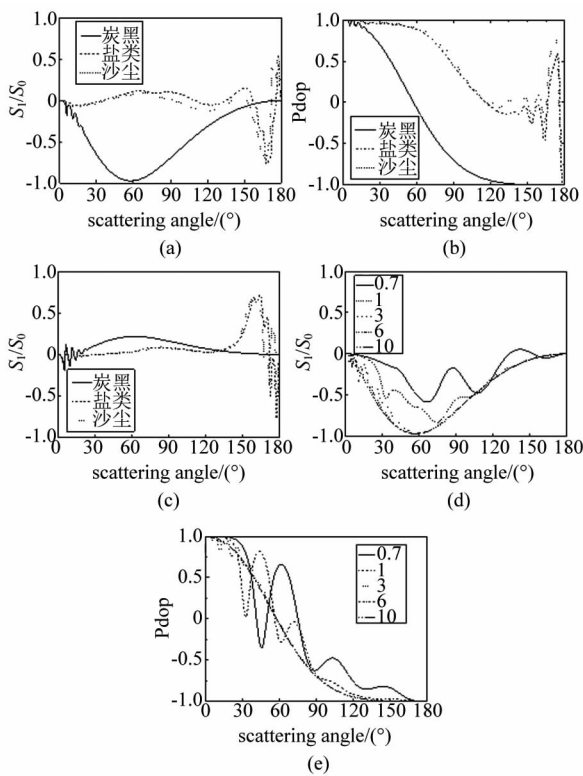 1.0
0.5
0
-0.5
-1.0
S1/S0
炭黑
盐类
沙尘
0 30 60 90 120 150 180
scattering angle/(°)
(a)
1.0
0.5
0
-0.5
-1.0
Pdop
炭黑
盐类
沙尘
0 30 60 90 120 150 180
scattering angle/(°)
(b)
1.0
0.5
0
-0.5
-1.0
S1/S0
炭黑
盐类
沙尘
0 30 60 90 120 150 180
scattering angle/(°)
(c)
1.0
0.5
0
-0.5
-1.0
S1/S0
0.7
1
3
6
10
0 30 60 90 120 150 180
scattering angle/(°)
(d)
1.0
0.5
0
-0.5
-1.0
Pdop
0.7
1
3
6
10
0 30 60 90 120 150 180
scattering angle/(°)
(e)